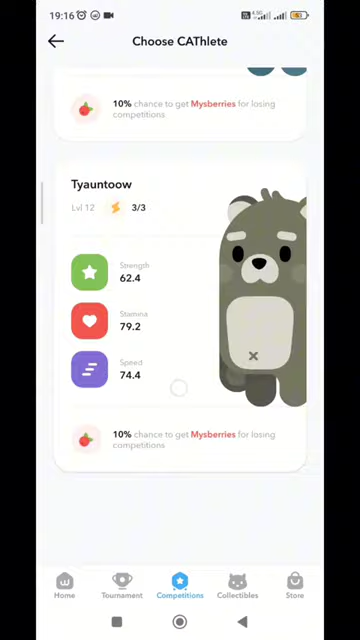 19:16
Choose CAThlete
10% chance to get Mysberries for losing
competitions
Tyauntoow
Lvl 12 3/3
Strength
62.4
Stamina
79.2
Speed
74.4
10% chance to get Mysberries for losing
competitions
Home Tournament Competitions Collectibles Store